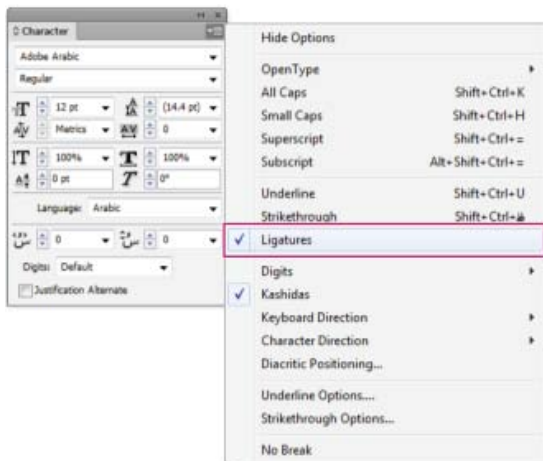 Character
Adobe Arabic
Regular
12 pt (14.4 pt)
Metrics 0
100% 100%
0 pt 0°
Language: Arabic
0 0
Digits: Default
Justification Alternate
Hide Options
OpenType
All Caps Shift+Ctrl+K
Small Caps Shift+Ctrl+H
Superscript Shift+Ctrl+=
Subscript Alt+Shift+Ctrl+=
Underline Shift+Ctrl+U
Strikethrough Shift+Ctrl+
Ligatures
Digits
Kashidas
Keyboard Direction
Character Direction
Diacritic Positioning...
Underline Options....
Strikethrough Options...
No Break